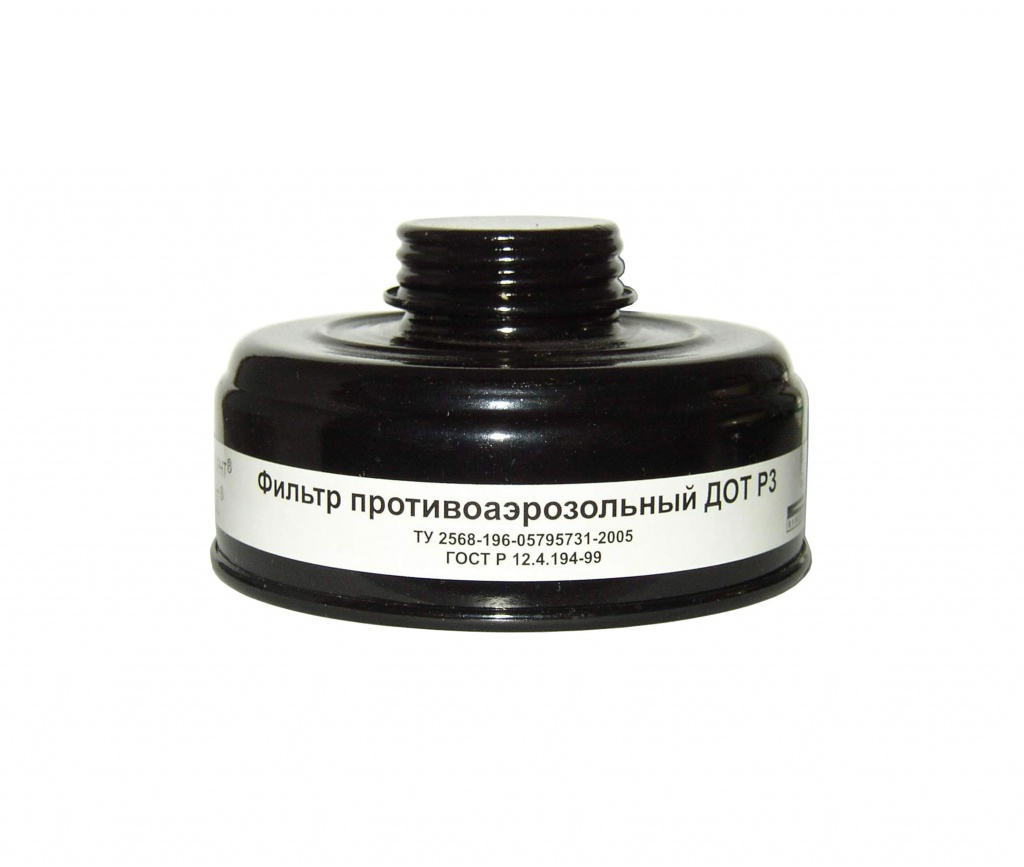 Фильтр противоаэрозольный ДОТ Р3
ТУ 2568-196-05795731-2005
ГОСТ Р 12.4.194-99